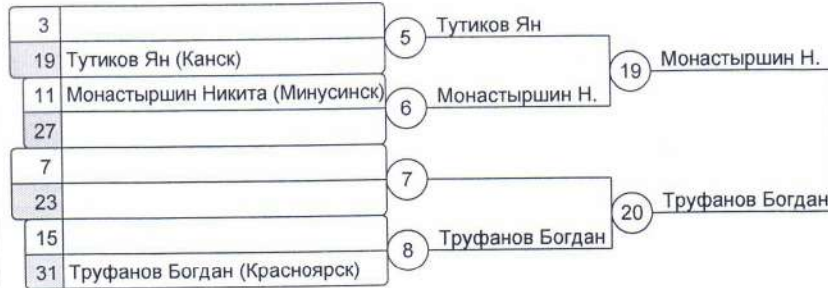 3
5 Тутиков Ян
19 Тутиков Ян (Канск)
19 Монастыршин Н.
11 Монастыршин Никита (Минусинск)
6 Монастыршин Н.
27
7
7
23
20 Труфанов Богдан
15
8 Труфанов Богдан
31 Труфанов Богдан (Красноярск)